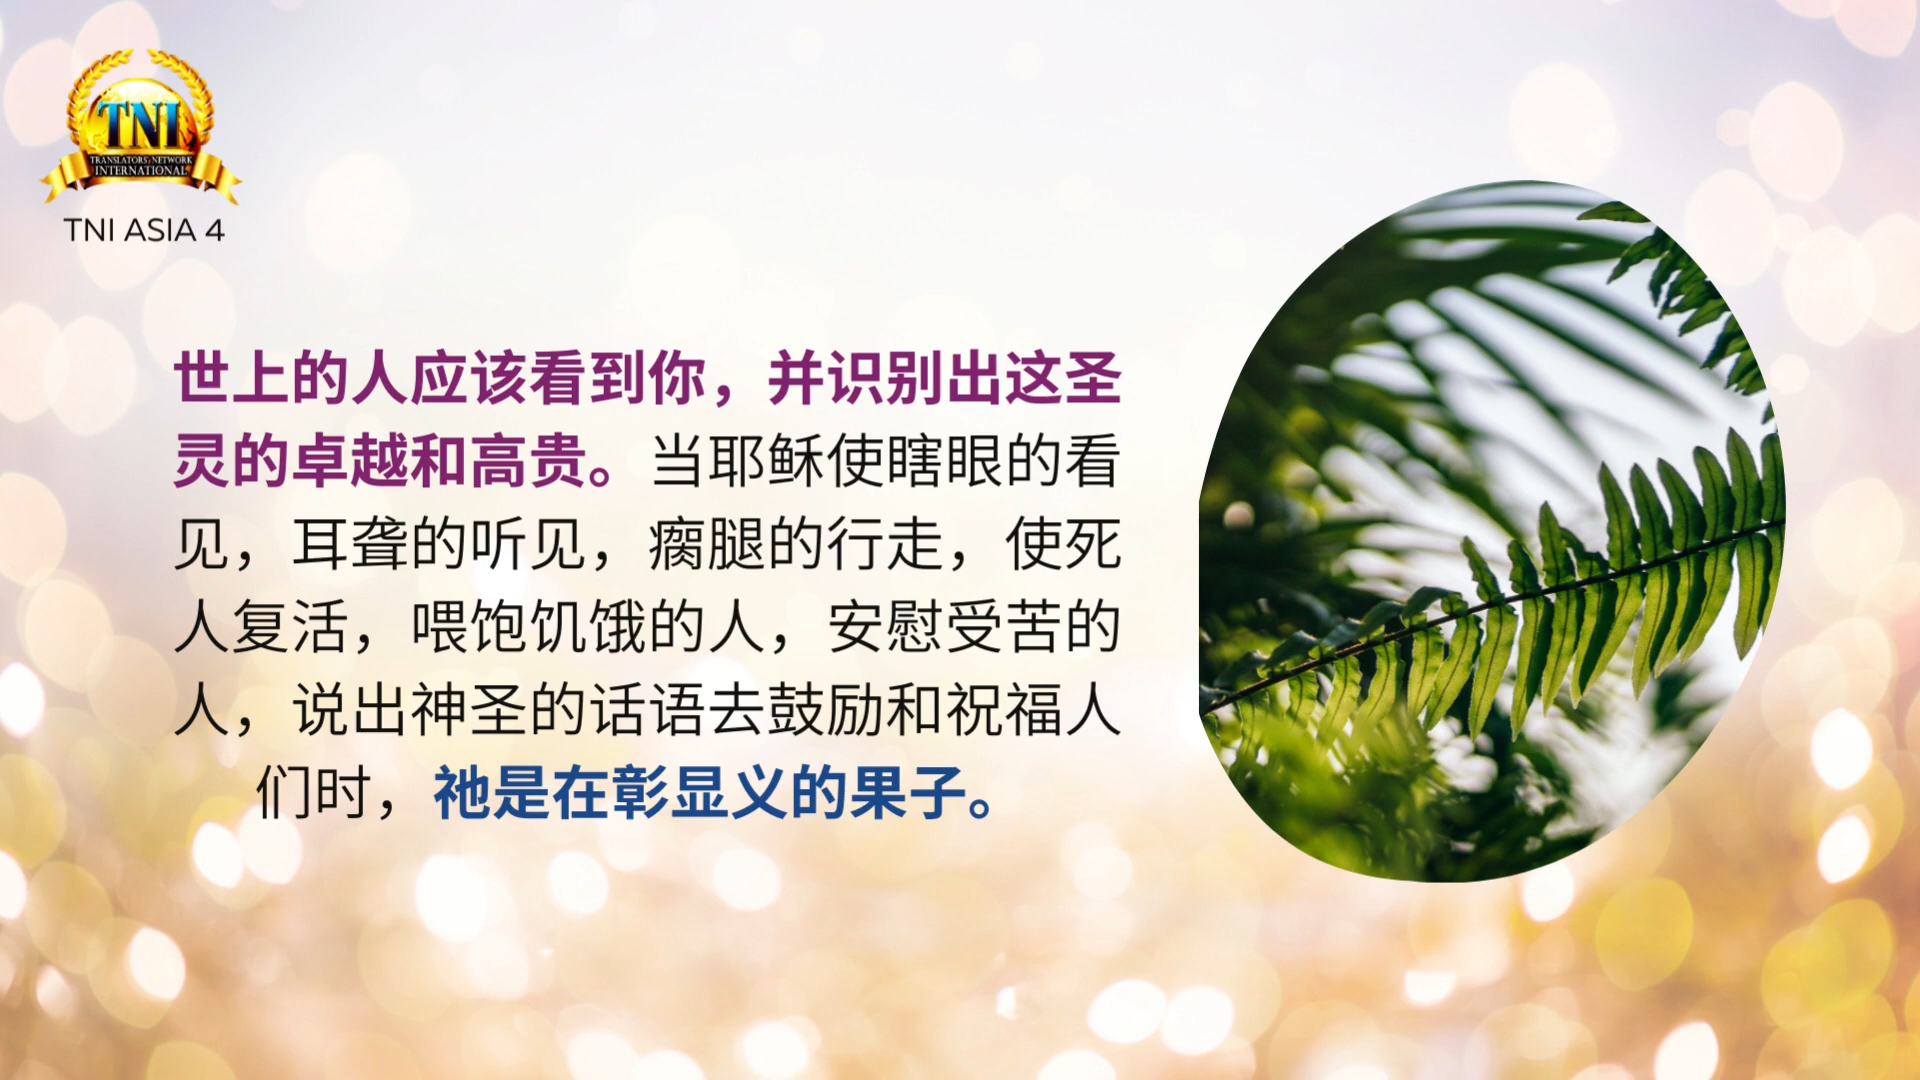 TNI
TRANSLATORS' NETWORK
INTERNATIONAL
TNI ASIA 4
世上的人应该看到你，并识别出这圣
灵的卓越和高贵。当耶稣使瞎眼的看
见，耳聋的听见，瘸腿的行走，使死
人复活，喂饱饥饿的人，安慰受苦的
人，说出神圣的话语去鼓励和祝福人
们时，祂是在彰显义的果子。